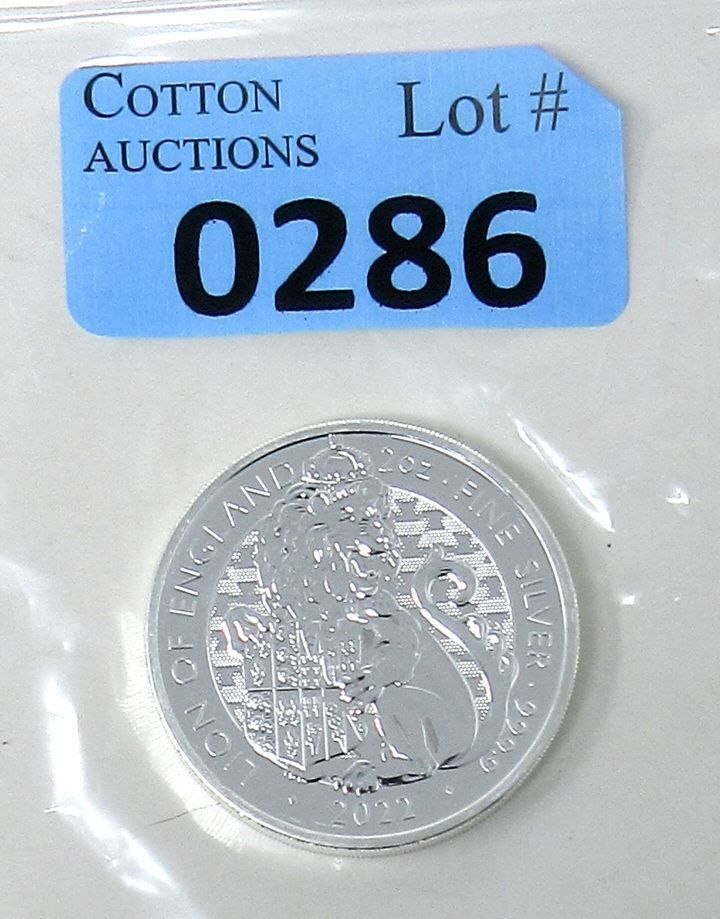 COTTON
AUCTIONS
Lot #
0286
LION OF ENGLAND
2oz · FINE SILVER · 999.9
· 2022 ·